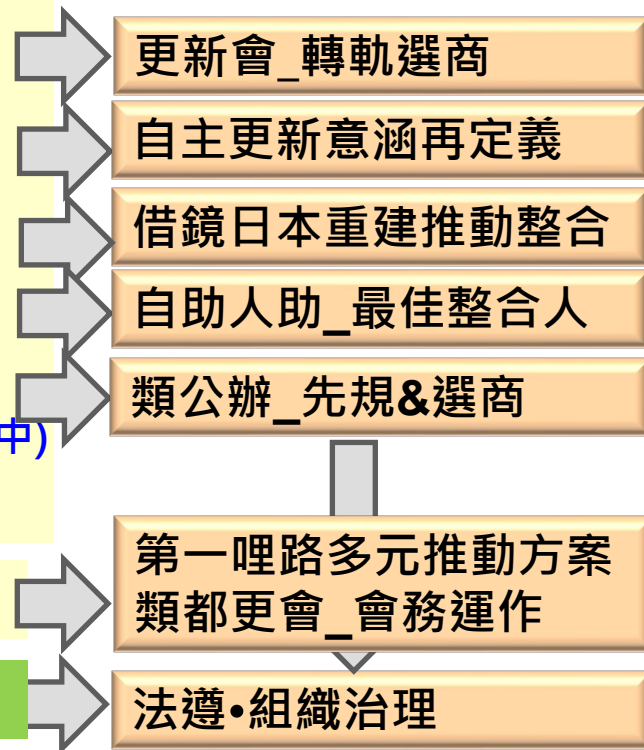 更新會_轉軌選商
自主更新意涵再定義
借鏡日本重建推動整合
自助人助_最佳整合人
類公辦_先規&選商
中)
第一哩路多元推動方案
類都更會_會務運作
法遵•組織治理